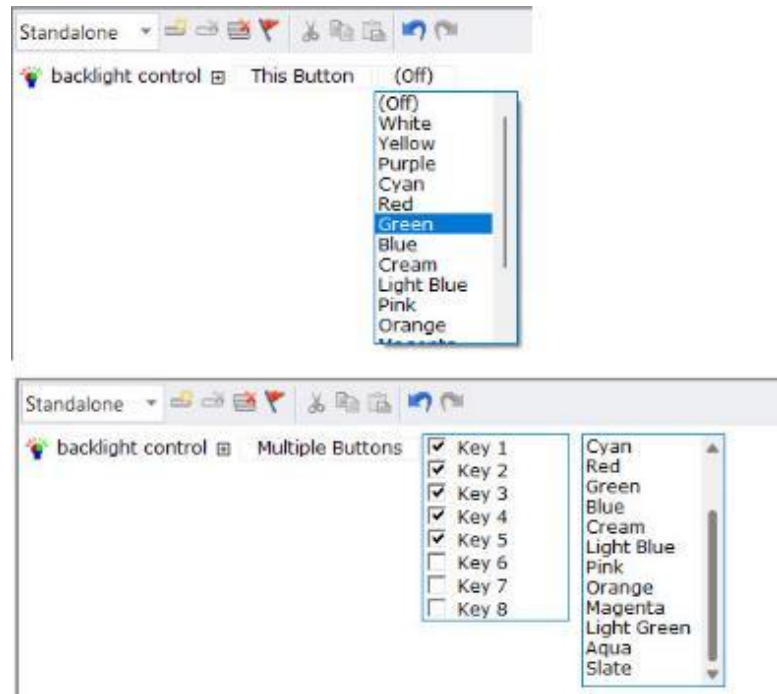 Standalone
backlight control This Button (Off)
(Off)
White
Yellow
Purple
Cyan
Red
Green
Blue
Cream
Light Blue
Pink
Orange
Magenta
Standalone
backlight control Multiple Buttons
Key 1
Key 2
Key 3
Key 4
Key 5
Key 6
Key 7
Key 8
Cyan
Red
Green
Blue
Cream
Light Blue
Pink
Orange
Magenta
Light Green
Aqua
Slate